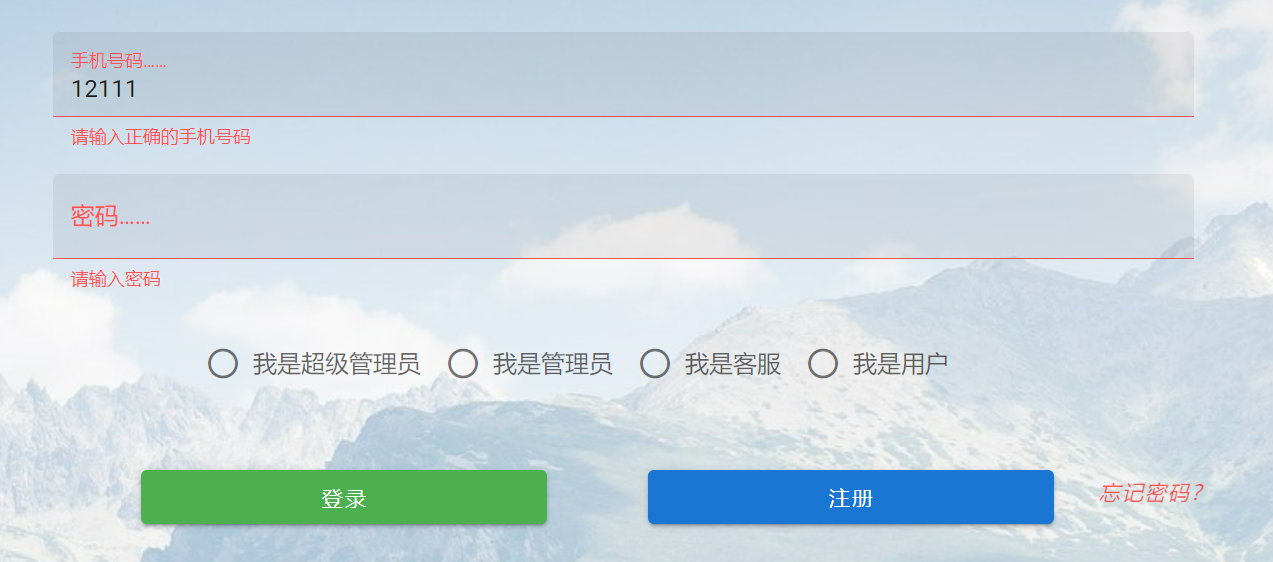 手机号码……
12111
请输入正确的手机号码
密码……
请输入密码
我是超级管理员 我是管理员 我是客服 我是用户
登录 注册 忘记密码？